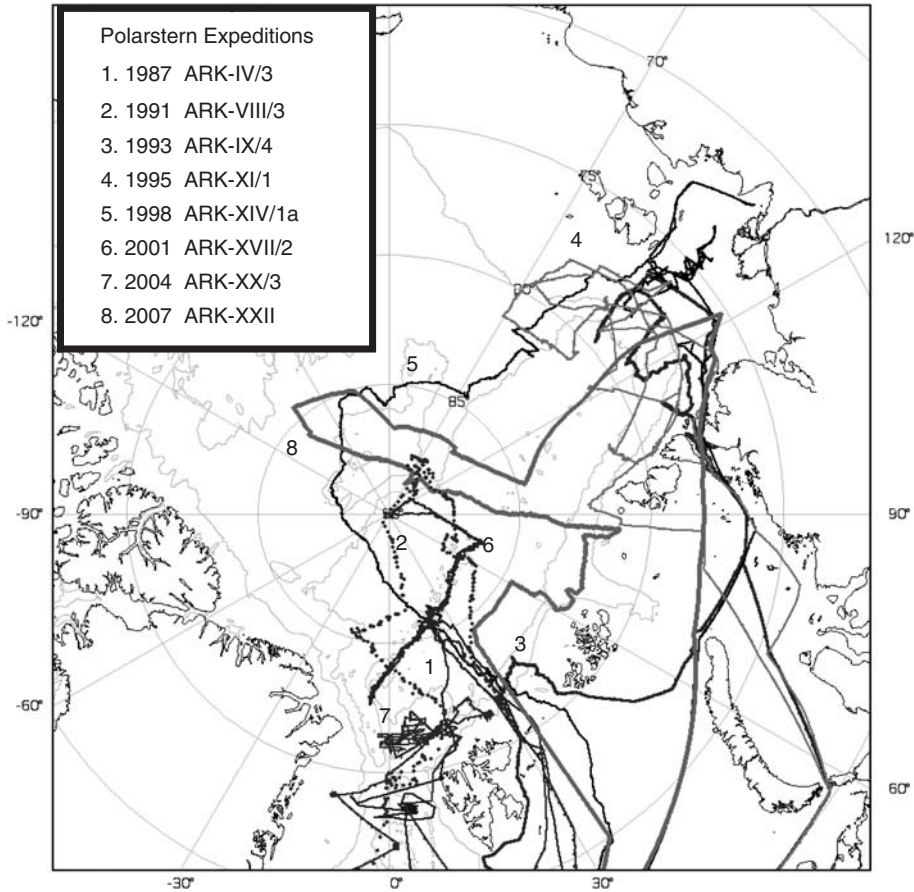 Polarstern Expeditions
1. 1987 ARK-IV/3
2. 1991 ARK-VIII/3
3. 1993 ARK-IX/4
4. 1995 ARK-XI/1
5. 1998 ARK-XIV/1a
6. 2001 ARK-XVII/2
7. 2004 ARK-XX/3
8. 2007 ARK-XXII
70°
75°
4
120°
80°
-120°
5
85°
8
-90°
2
6
90°
3
1
-60°
7
60°
-30°
0°
30°